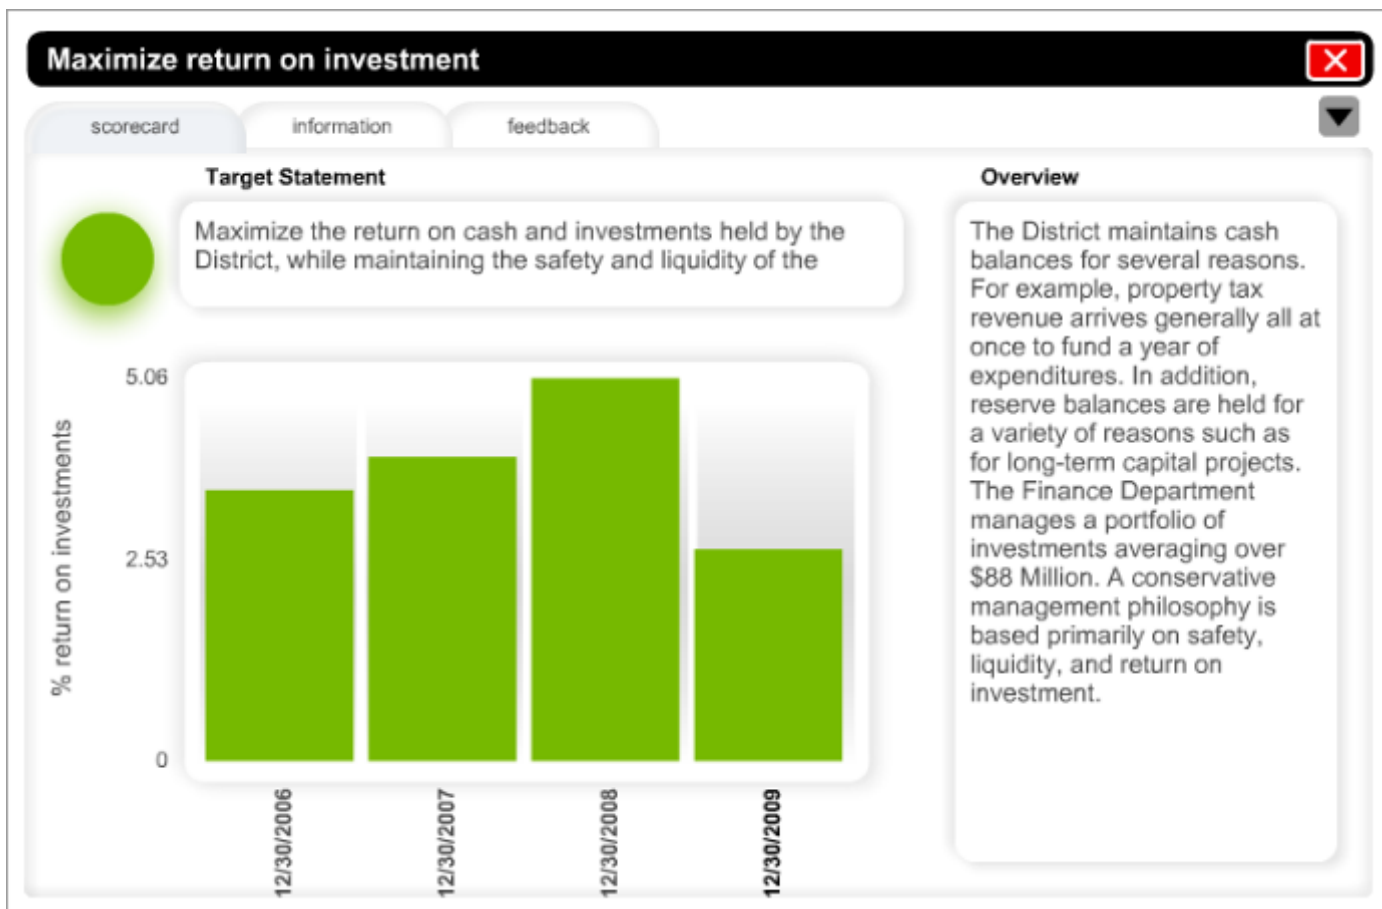 Maximize return on investment
scorecard
information
feedback
Target Statement
Maximize the return on cash and investments held by the
District, while maintaining the safety and liquidity of the
% return on investments
5.06
2.53
0
12/30/2006
12/30/2007
12/30/2008
12/30/2009
Overview
The District maintains cash
balances for several reasons.
For example, property tax
revenue arrives generally all at
once to fund a year of
expenditures. In addition,
reserve balances are held for
a variety of reasons such as
for long-term capital projects.
The Finance Department
manages a portfolio of
investments averaging over
$88 Million. A conservative
management philosophy is
based primarily on safety,
liquidity, and return on
investment.